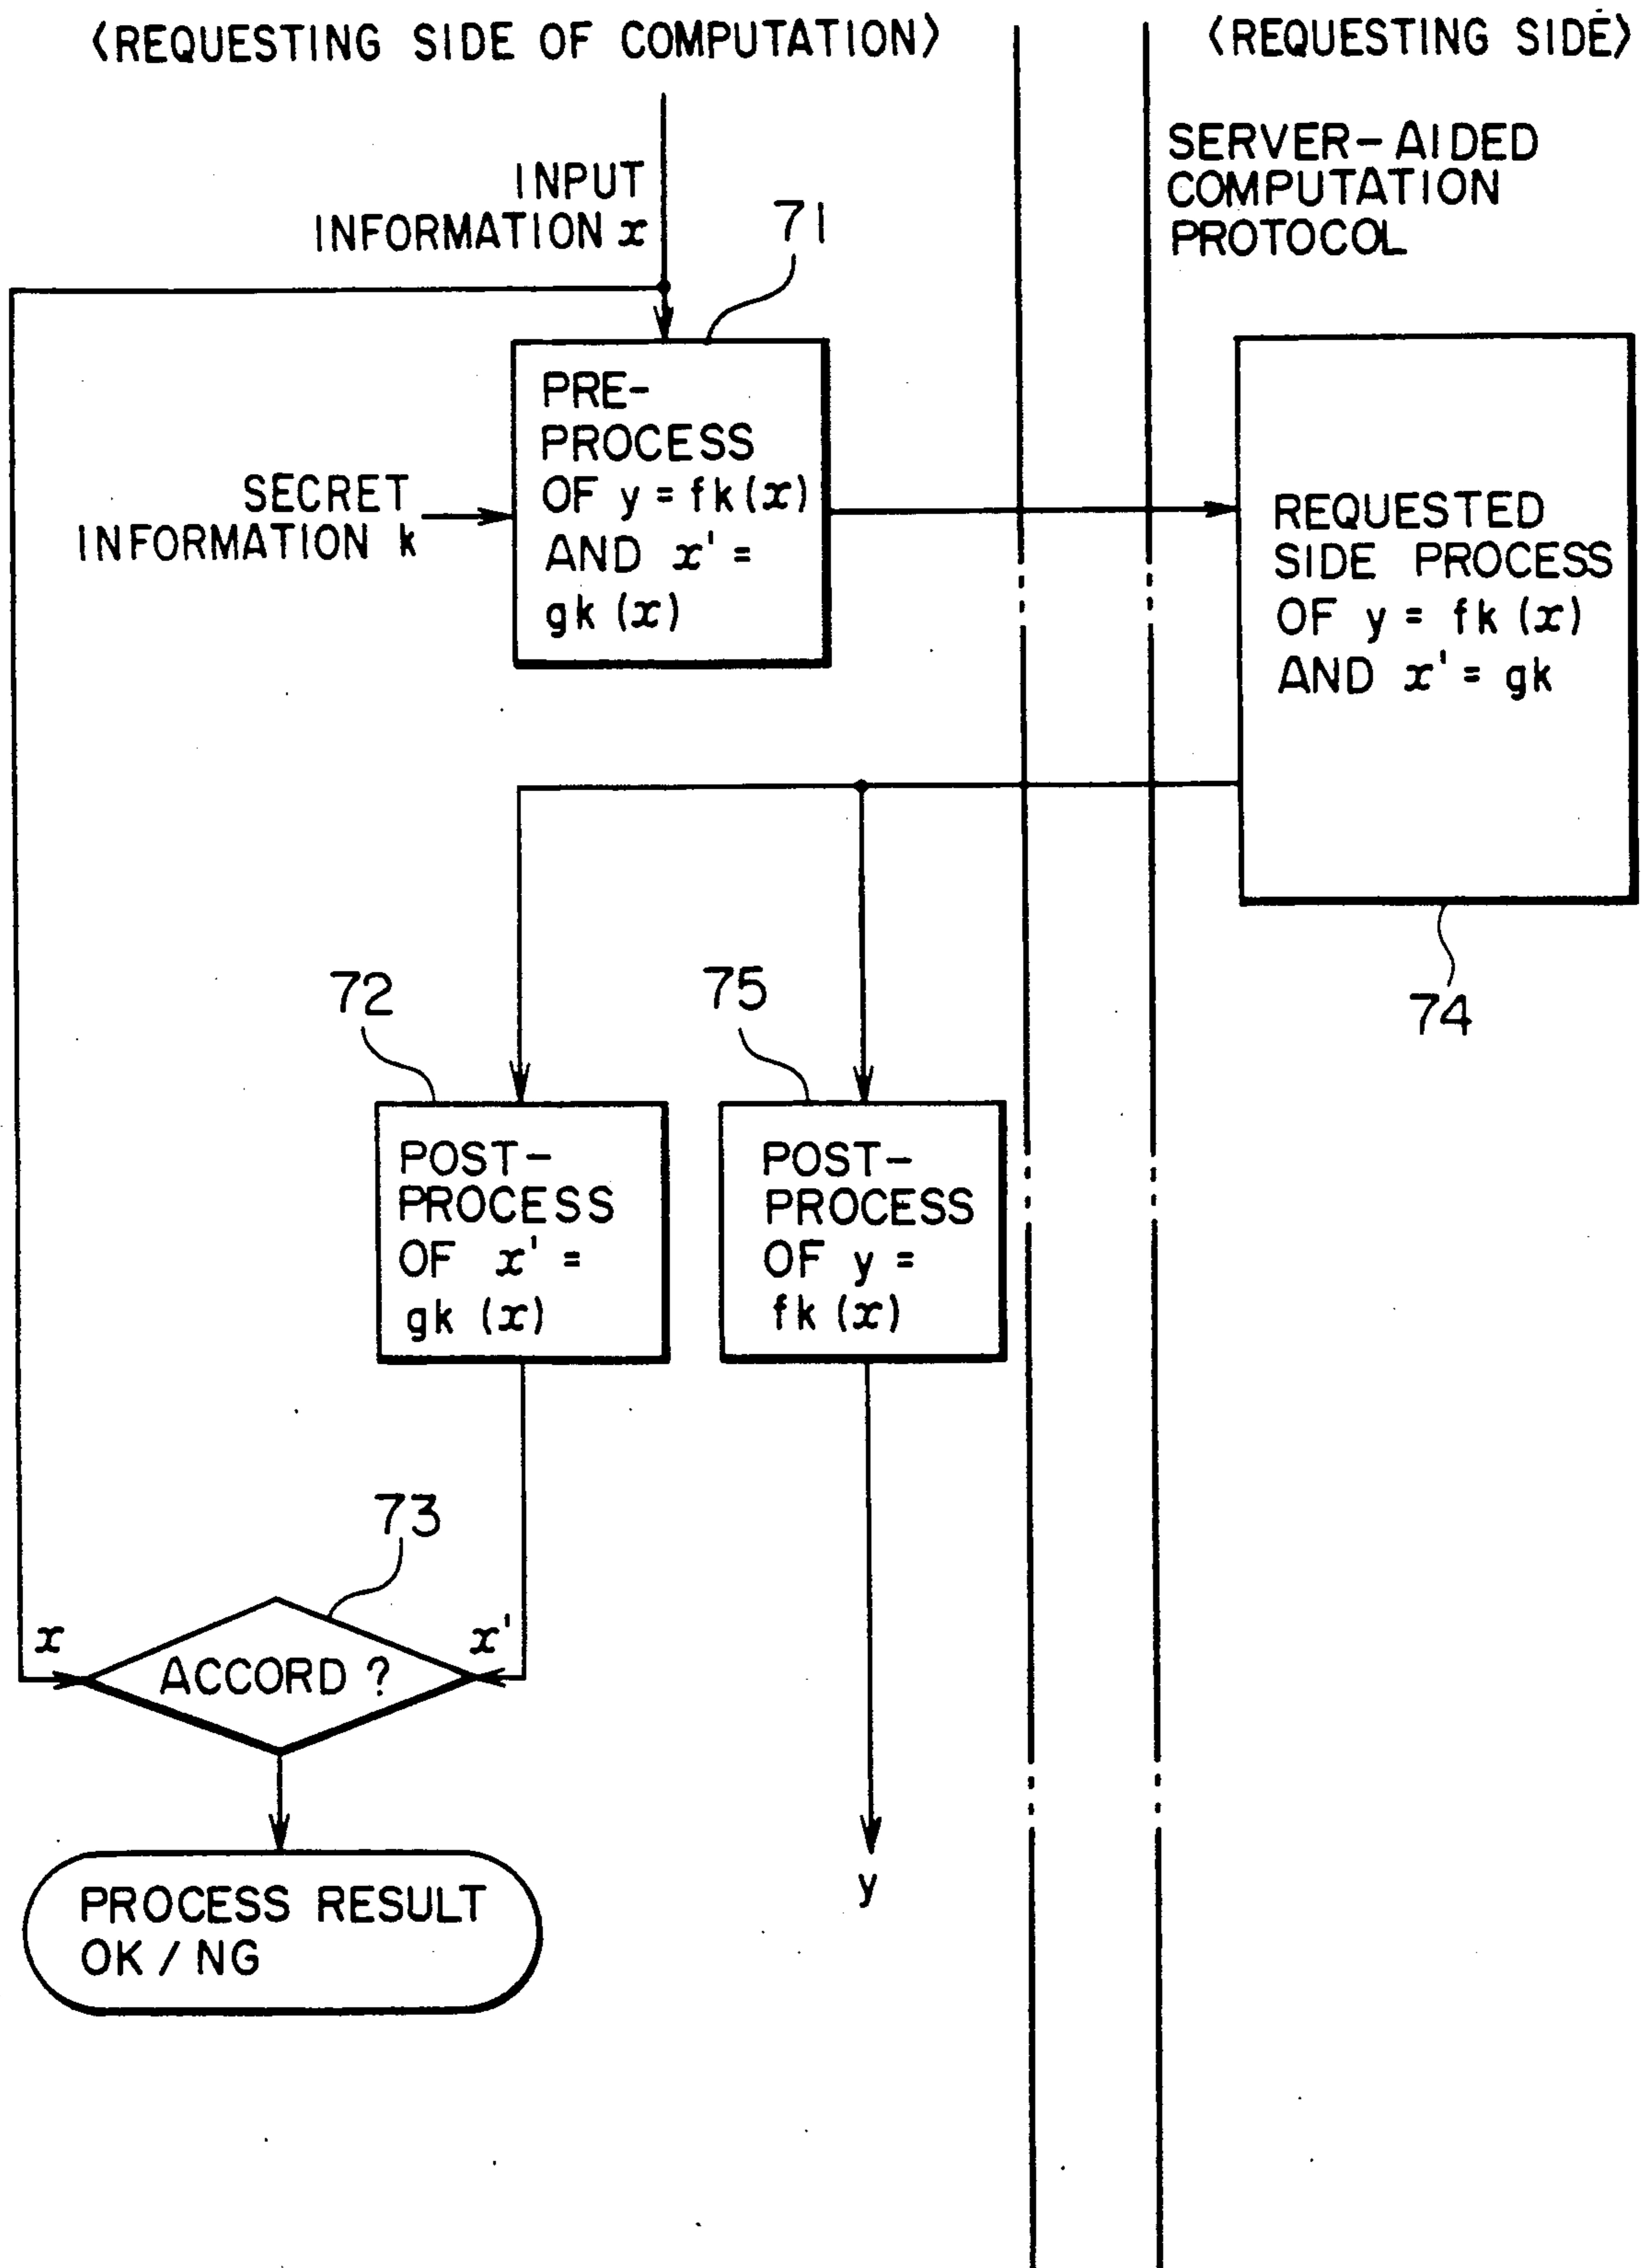 〈REQUESTING SIDE OF COMPUTATION〉
〈REQUESTING SIDE〉
SERVER-AIDED
COMPUTATION
PROTOCOL
INPUT
INFORMATION x
71
PRE-
PROCESS
OF y = fk(x)
AND x' =
gk (x)
SECRET
INFORMATION k
REQUESTED
SIDE PROCESS
OF y = fk (x)
AND x' = gk
74
72
75
POST-
PROCESS
OF x' =
gk (x)
POST-
PROCESS
OF y =
fk (x)
73
x
ACCORD ?
x'
y
PROCESS RESULT
OK / NG